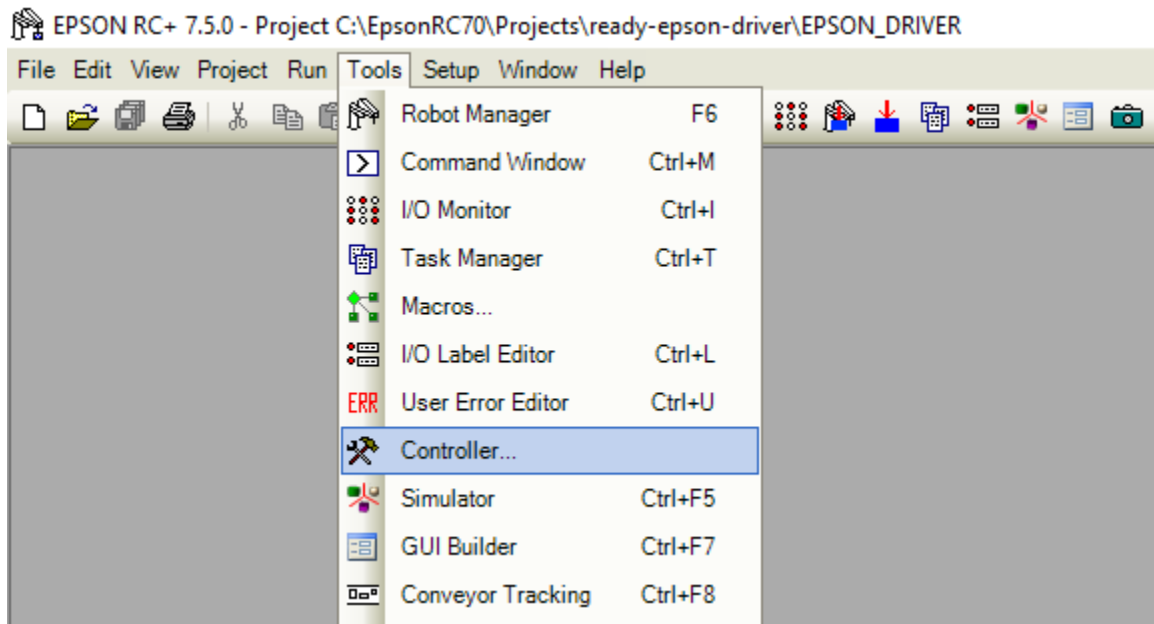 EPSON RC+ 7.5.0 - Project C:\EpsonRC70\Projects\ready-epson-driver\EPSON_DRIVER
File Edit View Project Run Tools Setup Window Help
Robot Manager F6
Command Window Ctrl+M
I/O Monitor Ctrl+I
Task Manager Ctrl+T
Macros...
I/O Label Editor Ctrl+L
ERR User Error Editor Ctrl+U
Controller...
Simulator Ctrl+F5
GUI Builder Ctrl+F7
Conveyor Tracking Ctrl+F8